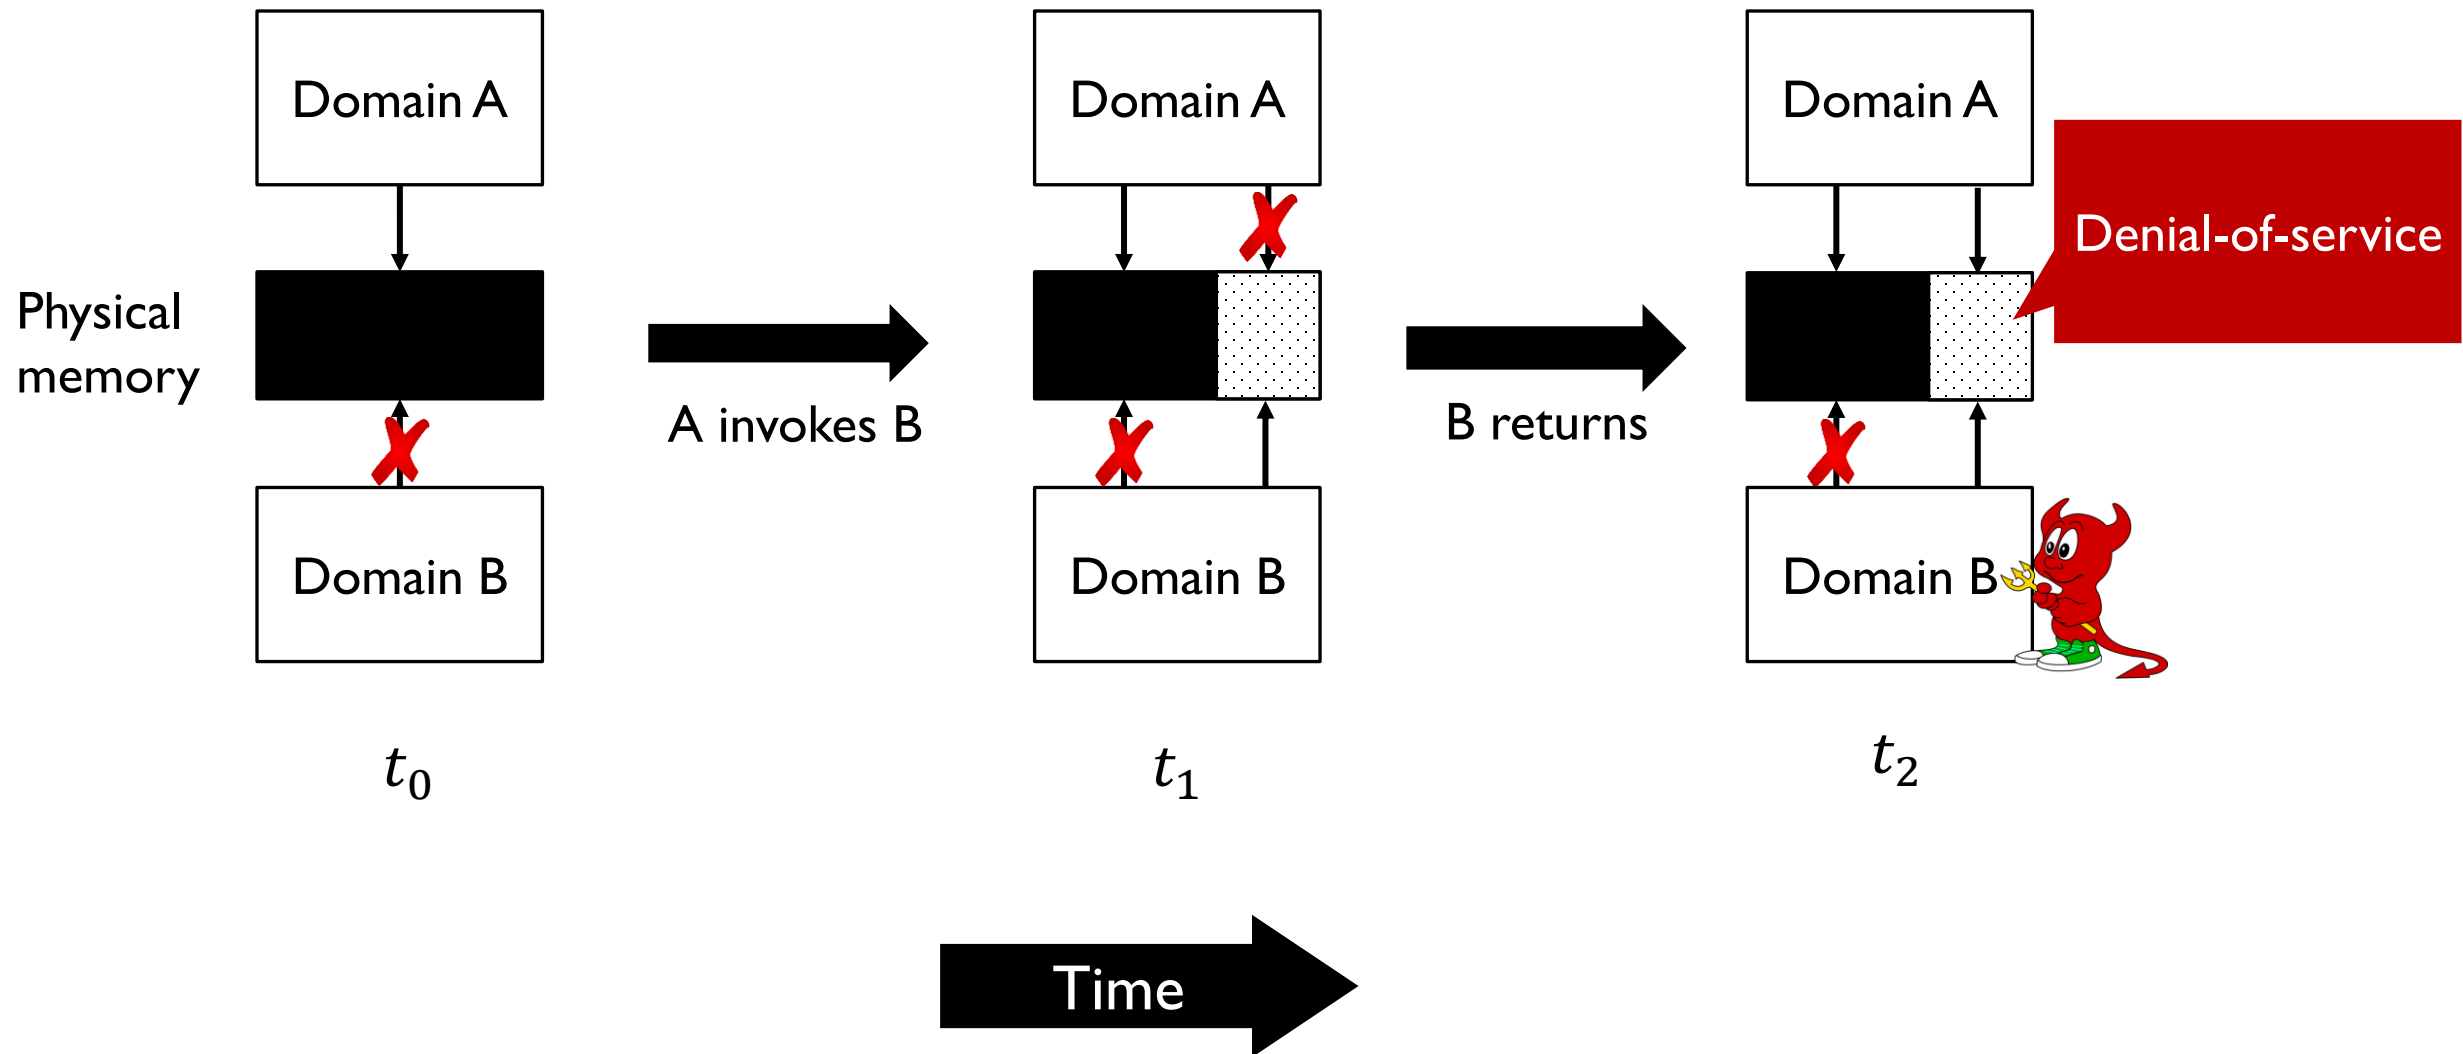 Domain A
Domain A
Domain A
Denial-of-service
Physical
memory
A invokes B
B returns
Domain B
Domain B
Domain B
t₀
t₁
t₂
Time